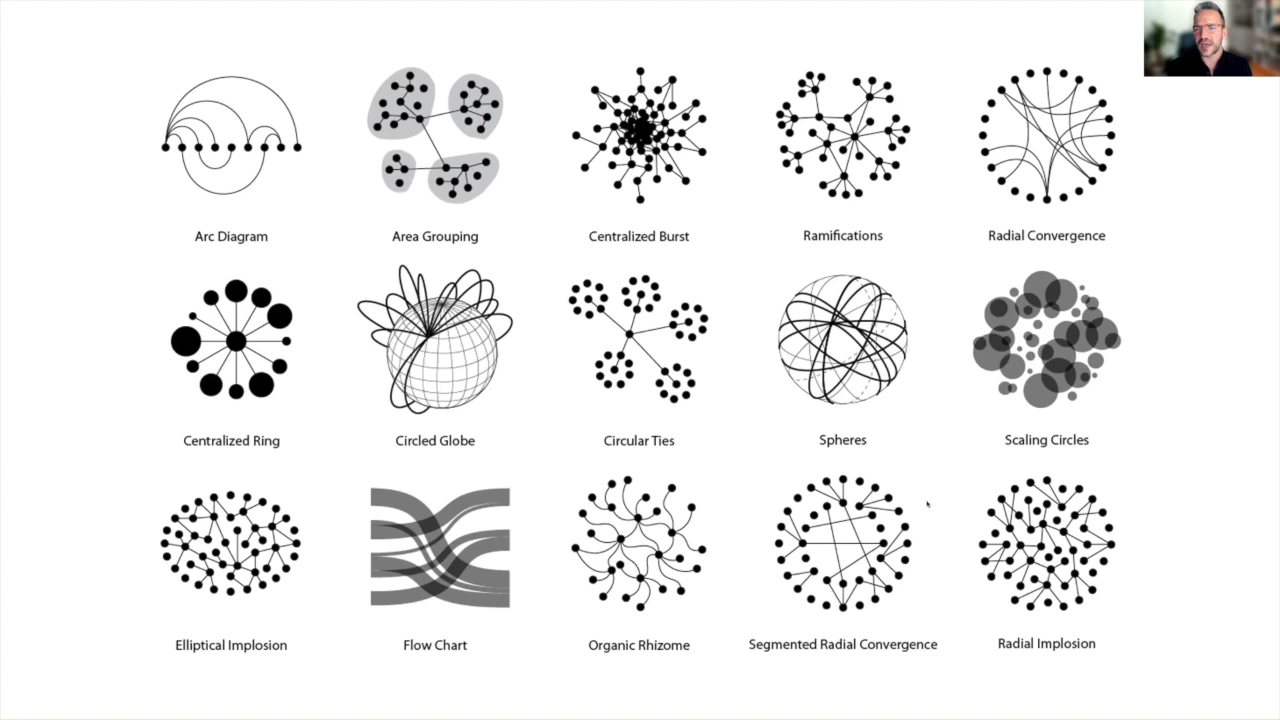 Arc Diagram
Area Grouping
Centralized Burst
Ramifications
Radial Convergence
Centralized Ring
Circled Globe
Circular Ties
Spheres
Scaling Circles
Elliptical Implosion
Flow Chart
Organic Rhizome
Segmented Radial Convergence
Radial Implosion